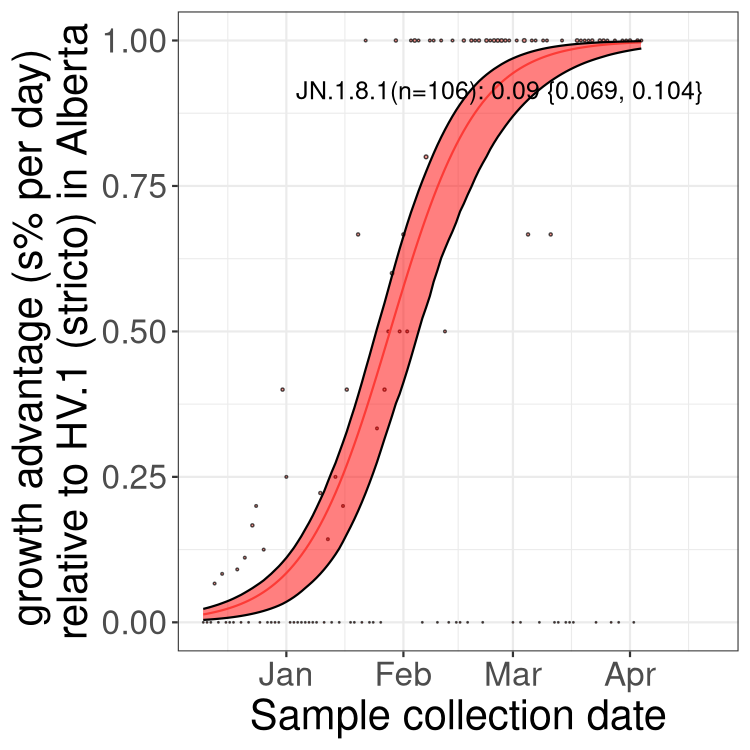 growth advantage (s% per day)
relative to HV.1 (stricto) in Alberta
1.00
0.75
0.50
0.25
0.00
JN.1.8.1(n=106): 0.09 {0.069, 0.104}
Jan Feb Mar Apr
Sample collection date